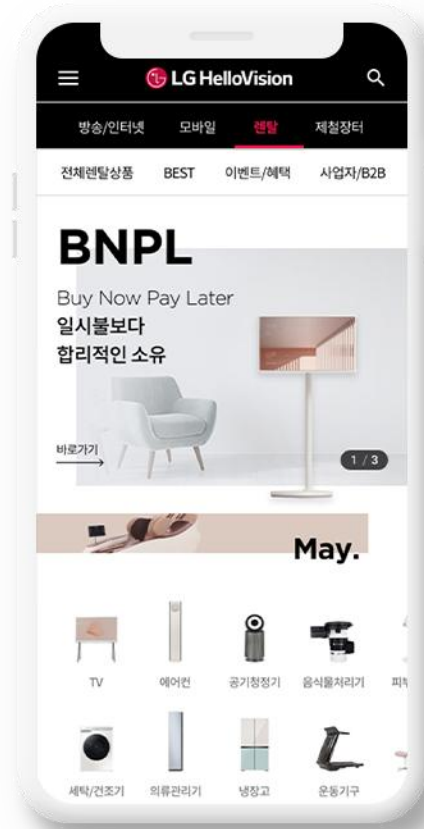 LG HelloVision
방송/인터넷 모바일 렌탈 제철장터
전체렌탈상품 BEST 이벤트/혜택 사업자/B2B
BNPL
Buy Now Pay Later
일시불보다
합리적인 소유
바로가기
1 / 3
May.
TV 에어컨 공기청정기 음식물처리기
세탁/건조기 의류관리기 냉장고 운동기구